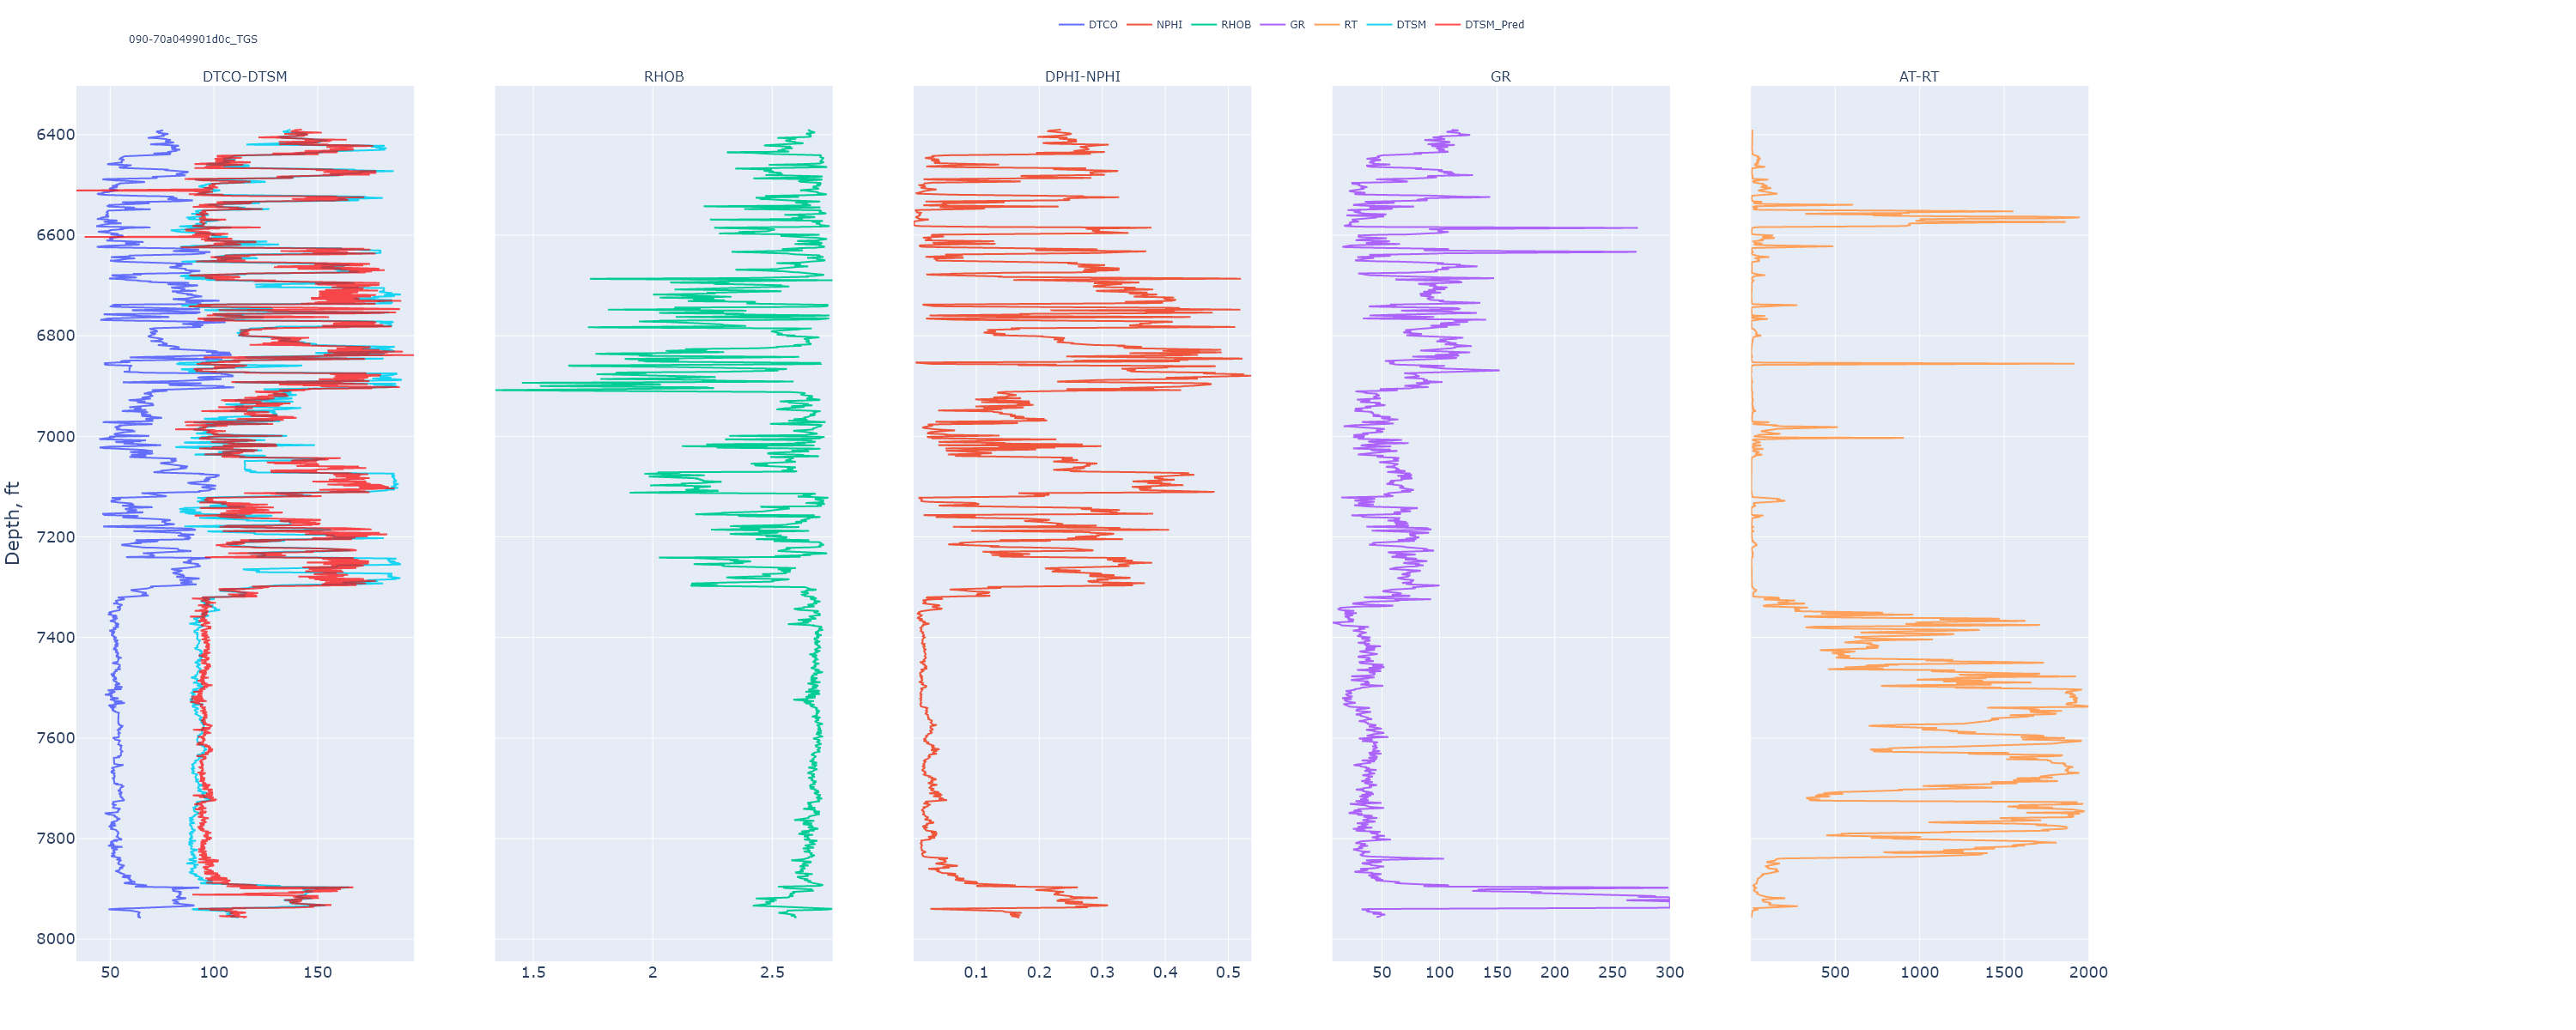 DTCO NPHI RHOB GR RT DTSM DTSM_Pred
090-70a049901d0c_TGS
DTCO-DTSM RHOB DPHI-NPHI GR AT-RT
6400
6600
6800
7000
7200
7400
7600
7800
8000
Depth, ft
50 100 150 1.5 2 2.5 0.1 0.2 0.3 0.4 0.5 50 100 150 200 250 300 500 1000 1500 2000